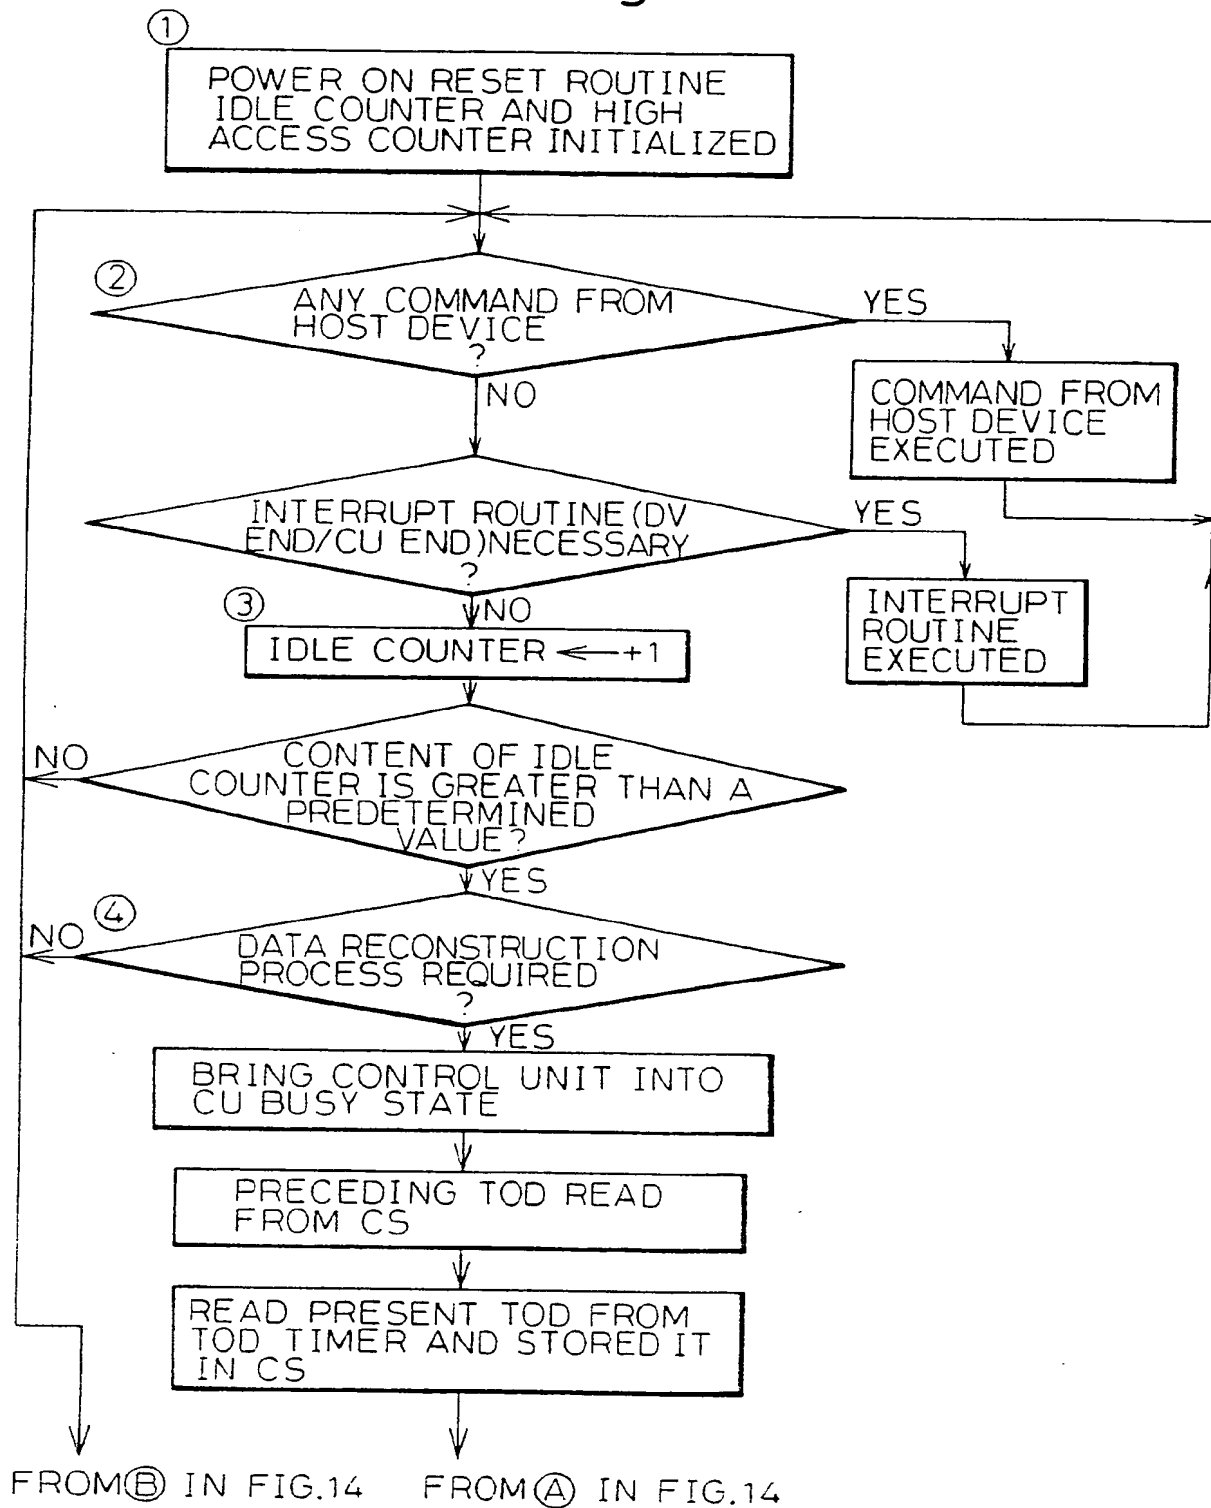 ①
POWER ON RESET ROUTINE
IDLE COUNTER AND HIGH
ACCESS COUNTER INITIALIZED
②
ANY COMMAND FROM
HOST DEVICE
?
YES
NO
COMMAND FROM
HOST DEVICE
EXECUTED
INTERRUPT ROUTINE (DV
END/CU END) NECESSARY
?
YES
NO
INTERRUPT
ROUTINE
EXECUTED
③
IDLE COUNTER ← +1
CONTENT OF IDLE
COUNTER IS GREATER THAN A
PREDETERMINED
VALUE?
NO
YES
④
DATA RECONSTRUCTION
PROCESS REQUIRED
?
NO
YES
BRING CONTROL UNIT INTO
CU BUSY STATE
PRECEDING TOD READ
FROM CS
READ PRESENT TOD FROM
TOD TIMER AND STORED IT
IN CS
FROM Ⓑ IN FIG.14
FROM Ⓐ IN FIG.14